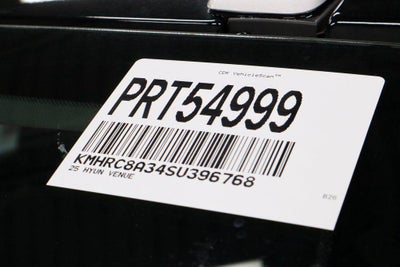 CDK VehicleScan™
PRT54999
KMHRC8A34SU396768
25 HYUN VENUE
B26